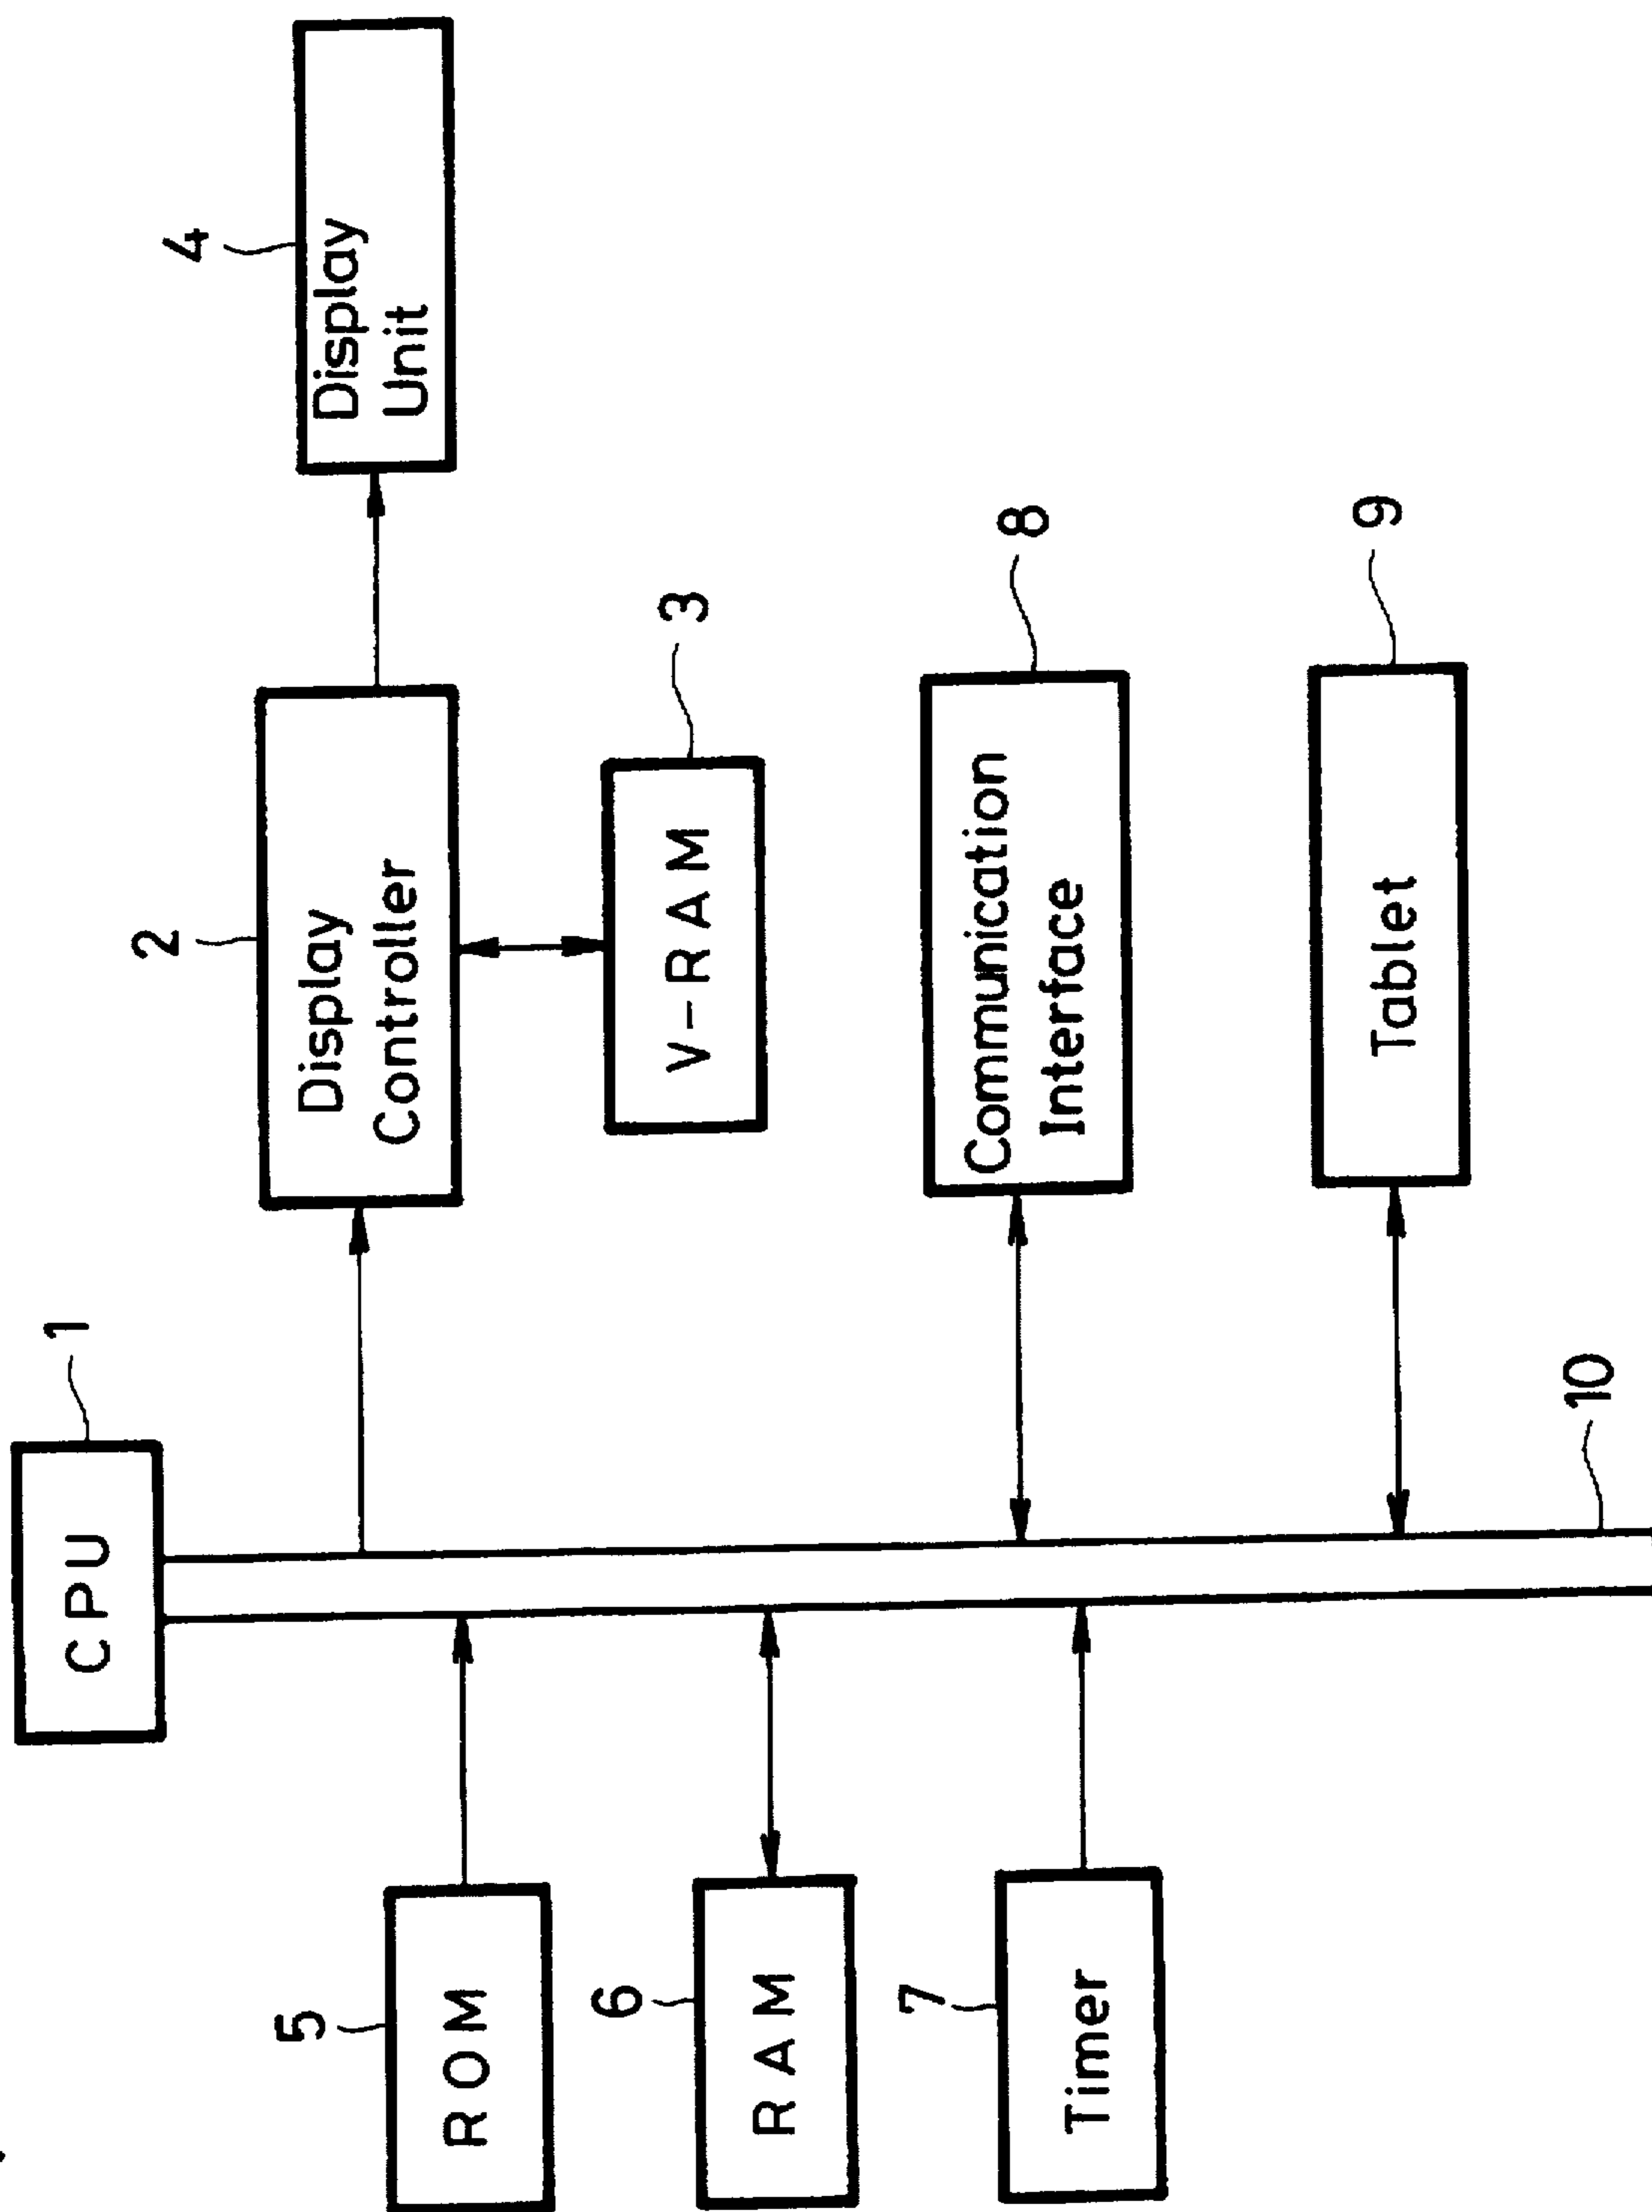 1
CPU
2
Display
Controller
4
Display
Unit
5
ROM
3
V-RAM
6
RAM
7
Timer
8
Communication
Interface
9
Tablet
10